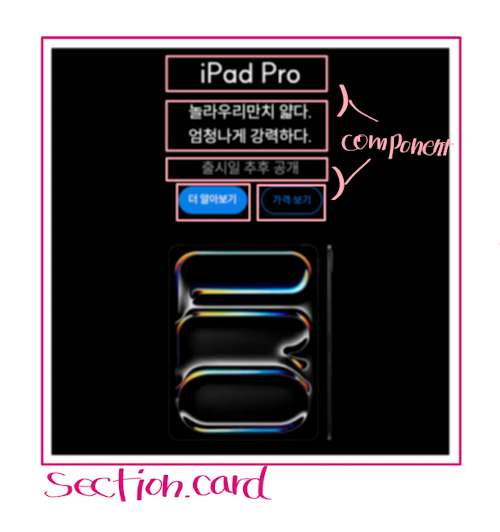 iPad Pro
놀라우리만치 얇다.
엄청나게 강력하다.
component
출시일 추후 공개
더 알아보기 가격 보기
section.card